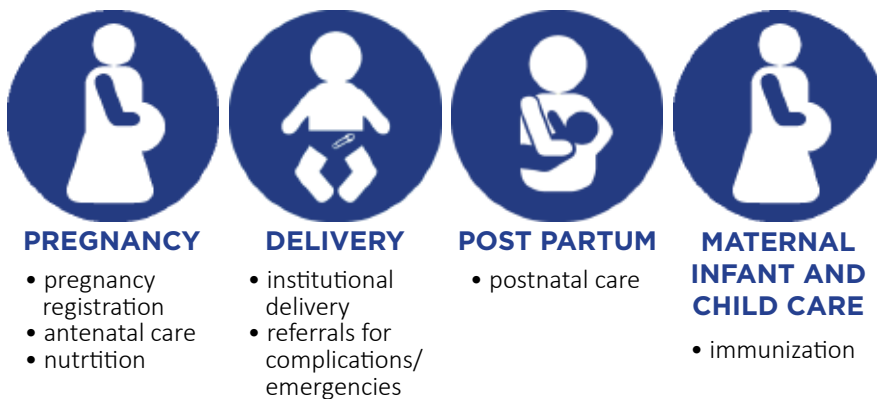 PREGNANCY
• pregnancy
registration
• antenatal care
• nutrtition
DELIVERY
• institutional
delivery
• referrals for
complications/
emergencies
POST PARTUM
• postnatal care
MATERNAL
INFANT AND
CHILD CARE
• immunization